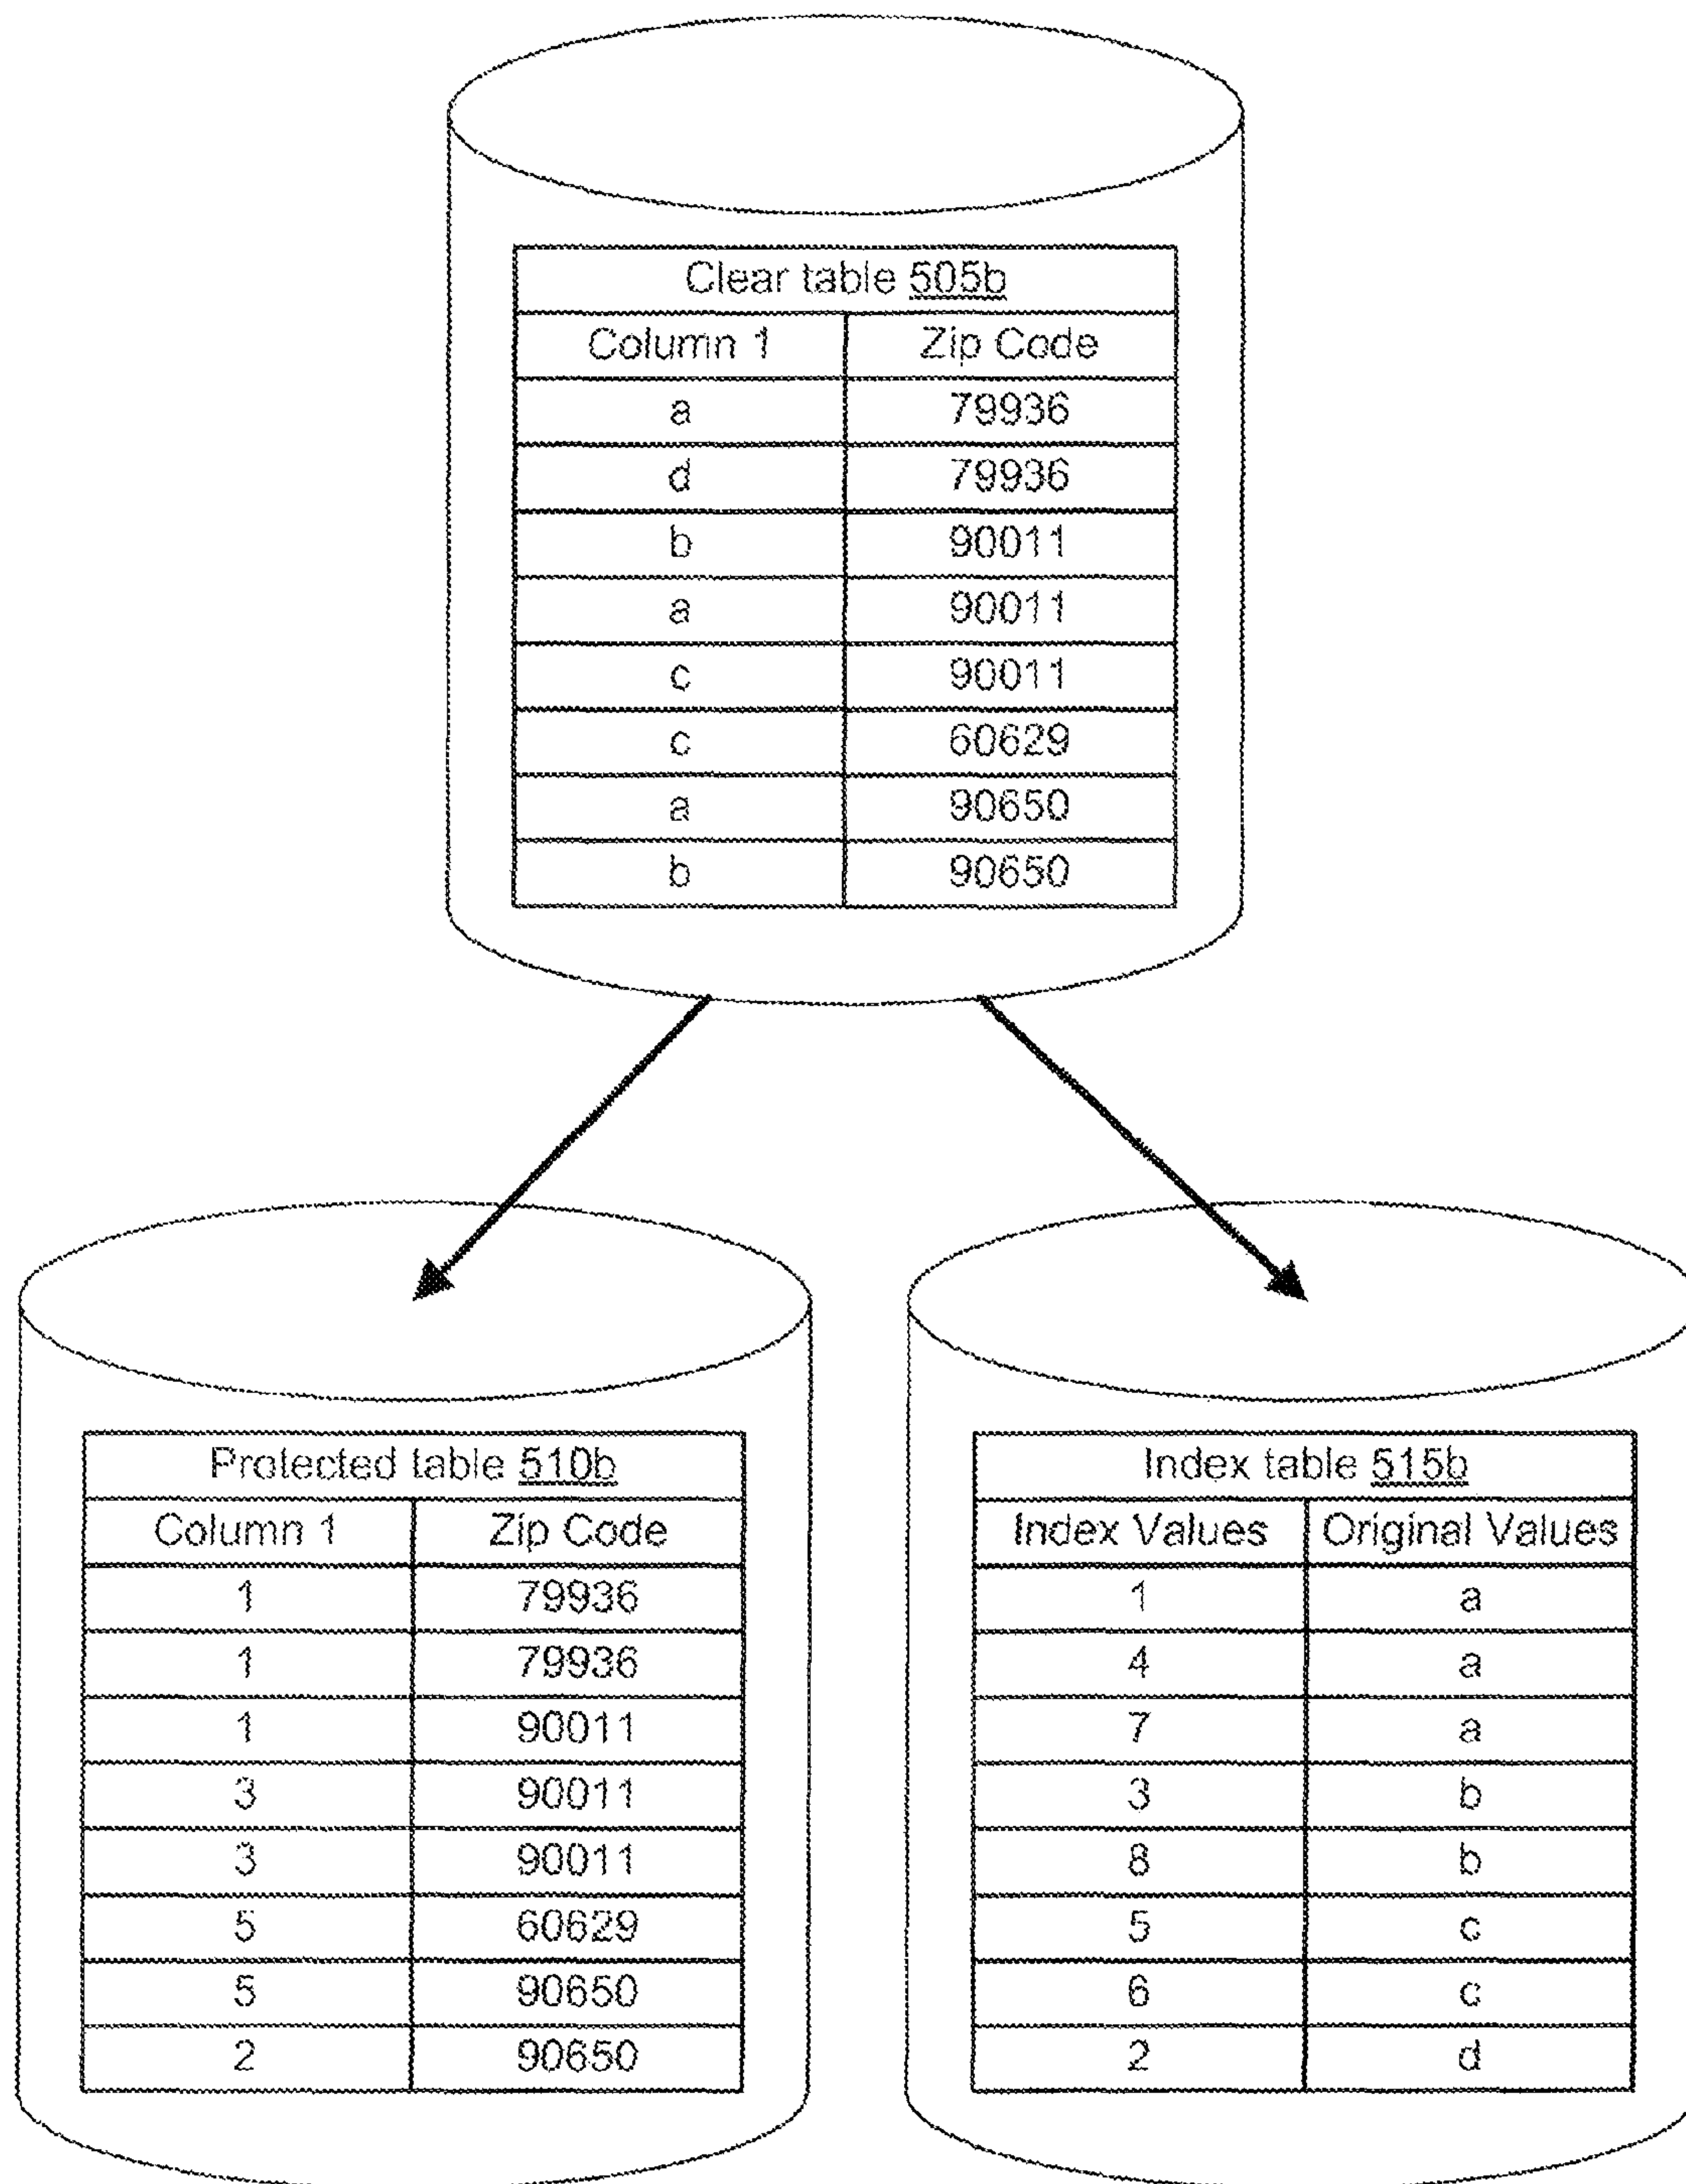 Clear table 505b
Column 1 Zip Code
a 79936
d 79936
b 90011
a 90011
c 90011
c 60629
a 90650
b 90650
Protected table 510b
Column 1 Zip Code
1 79936
1 79936
1 90011
3 90011
3 90011
5 60629
5 90650
2 90650
Index table 515b
Index Values Original Values
1 a
4 a
7 a
3 b
8 b
5 c
6 c
2 d